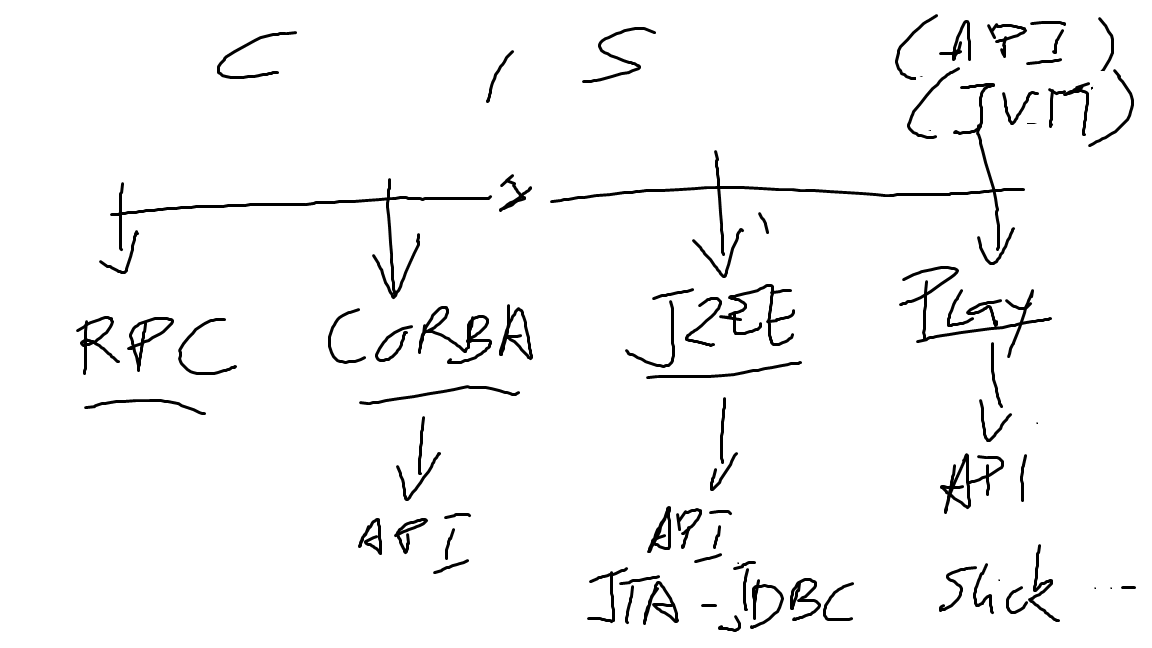 C / S (API)
(JVM)
RPC CORBA J2EE Play
API API API
JTA - JDBC Slick ...